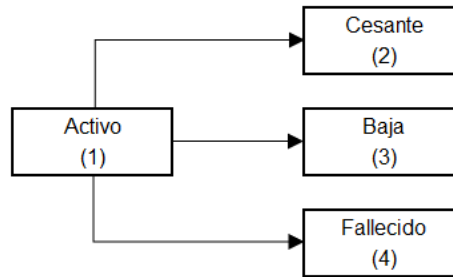 Cesante
(2)
Activo
(1)
Baja
(3)
Fallecido
(4)